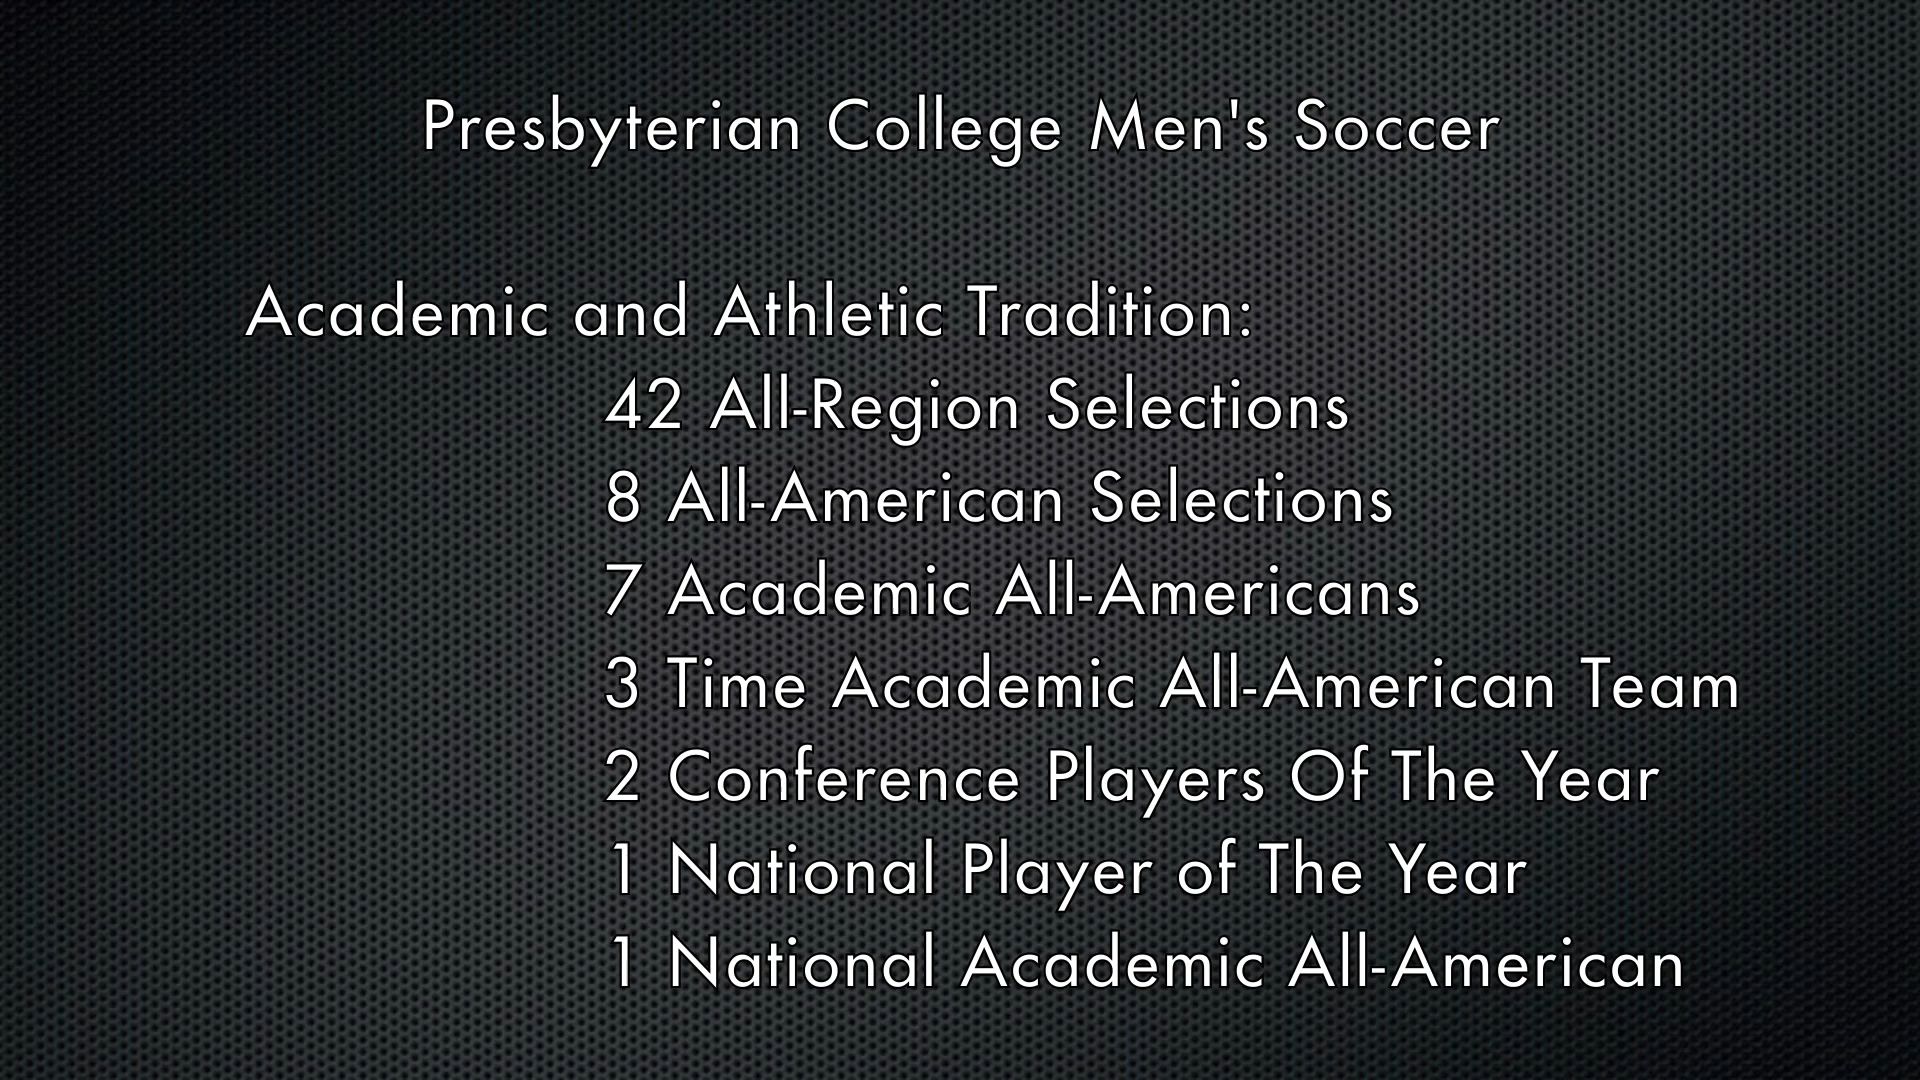 Presbyterian College Men's Soccer
Academic and Athletic Tradition:
42 All-Region Selections
8 All-American Selections
7 Academic All-Americans
3 Time Academic All-American Team
2 Conference Players Of The Year
1 National Player of The Year
1 National Academic All-American